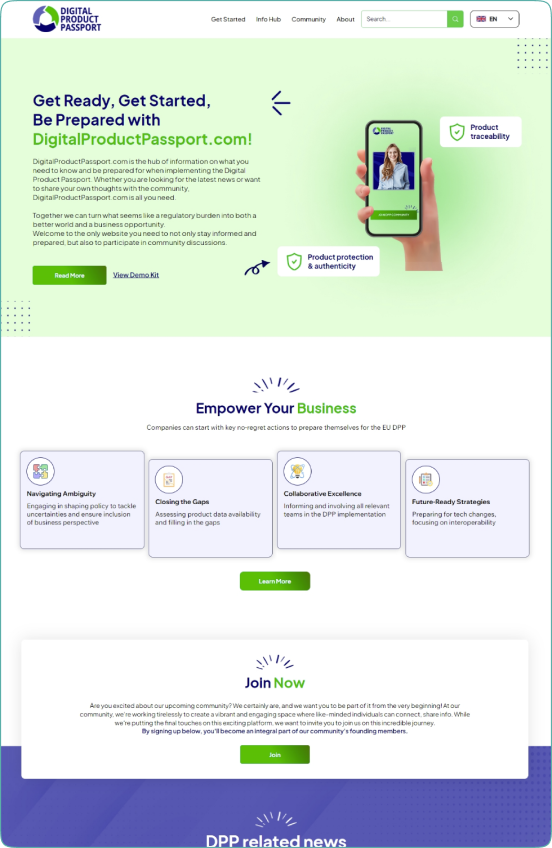 DIGITAL
PRODUCT
PASSPORT
Get Started Info Hub Community About Search... EN
Get Ready, Get Started,
Be Prepared with
DigitalProductPassport.com!
DigitalProductPassport.com is the hub of information on what you
need to know and be prepared for when implementing the Digital
Product Passport. Whether you are looking for the latest news or want
to share your own thoughts with the community,
DigitalProductPassport.com is all you need.
Together we can turn what seems like a regulatory burden into both a
better world and a business opportunity.
Welcome to the only website you need to not only stay informed and
prepared, but also to participate in community discussions.
Read More View Demo Kit
Product
traceability
Product protection
& authenticity
Empower Your Business
Companies can start with key no-regret actions to prepare themselves for the EU DPP
Navigating Ambiguity
Engaging in shaping policy to tackle
uncertainties and ensure inclusion
of business perspective
Closing the Gaps
Assessing product data availability
and filling in the gaps
Collaborative Excellence
Informing and involving all relevant
teams in the DPP implementation
Future-Ready Strategies
Preparing for tech changes,
focusing on interoperability
Learn More
Join Now
Are you excited about our upcoming community? We certainly are, and we want you to be part of it from the very beginning! At our
community, we're working tirelessly to create a vibrant and engaging space where like-minded individuals can connect, share info. While
we're putting the final touches on this exciting platform, we want to invite you to join us on this incredible journey.
By signing up below, you'll become an integral part of our community's founding members.
Join
DPP related news